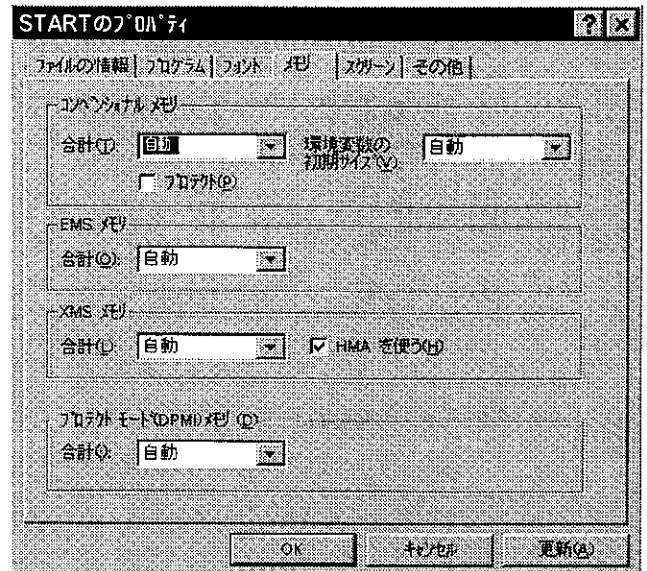 STARTのﾌﾟﾛﾊﾟﾃｨ
ﾌｧｲﾙの情報 ﾌﾟﾛｸﾞﾗﾑ ﾌｫﾝﾄ ﾒﾓﾘ ｽｸﾘｰﾝ その他
ｺﾝﾍﾞﾝｼｮﾅﾙ ﾒﾓﾘ
合計(T): 自動 環境変数の
初期ｻｲｽﾞ(V): 自動
ﾌﾟﾛﾃｸﾄ(P)
EMS ﾒﾓﾘ
合計(O): 自動
XMS ﾒﾓﾘ
合計(L): 自動 HMA を使う(H)
ﾌﾟﾛﾃｸﾄ ﾓｰﾄﾞ(DPMI)ﾒﾓﾘ (D)
合計(I): 自動
OK ｷｬﾝｾﾙ 更新(A)